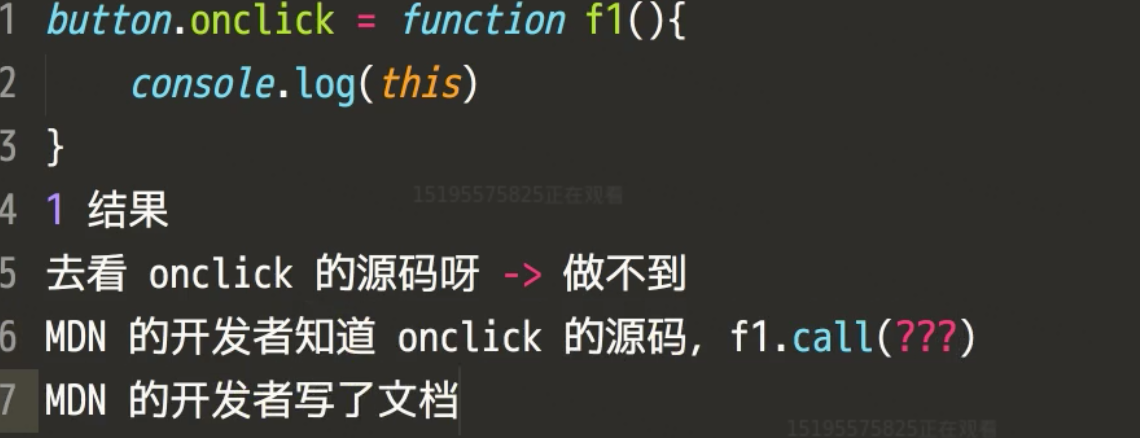 1 button.onclick = function f1(){
2 console.log(this)
3 }
4 1 结果
15195575825正在观看
5 去看 onclick 的源码呀 -> 做不到
6 MDN 的开发者知道 onclick 的源码, f1.call(???)
7 MDN 的开发者写了文档
15195575825正在观看